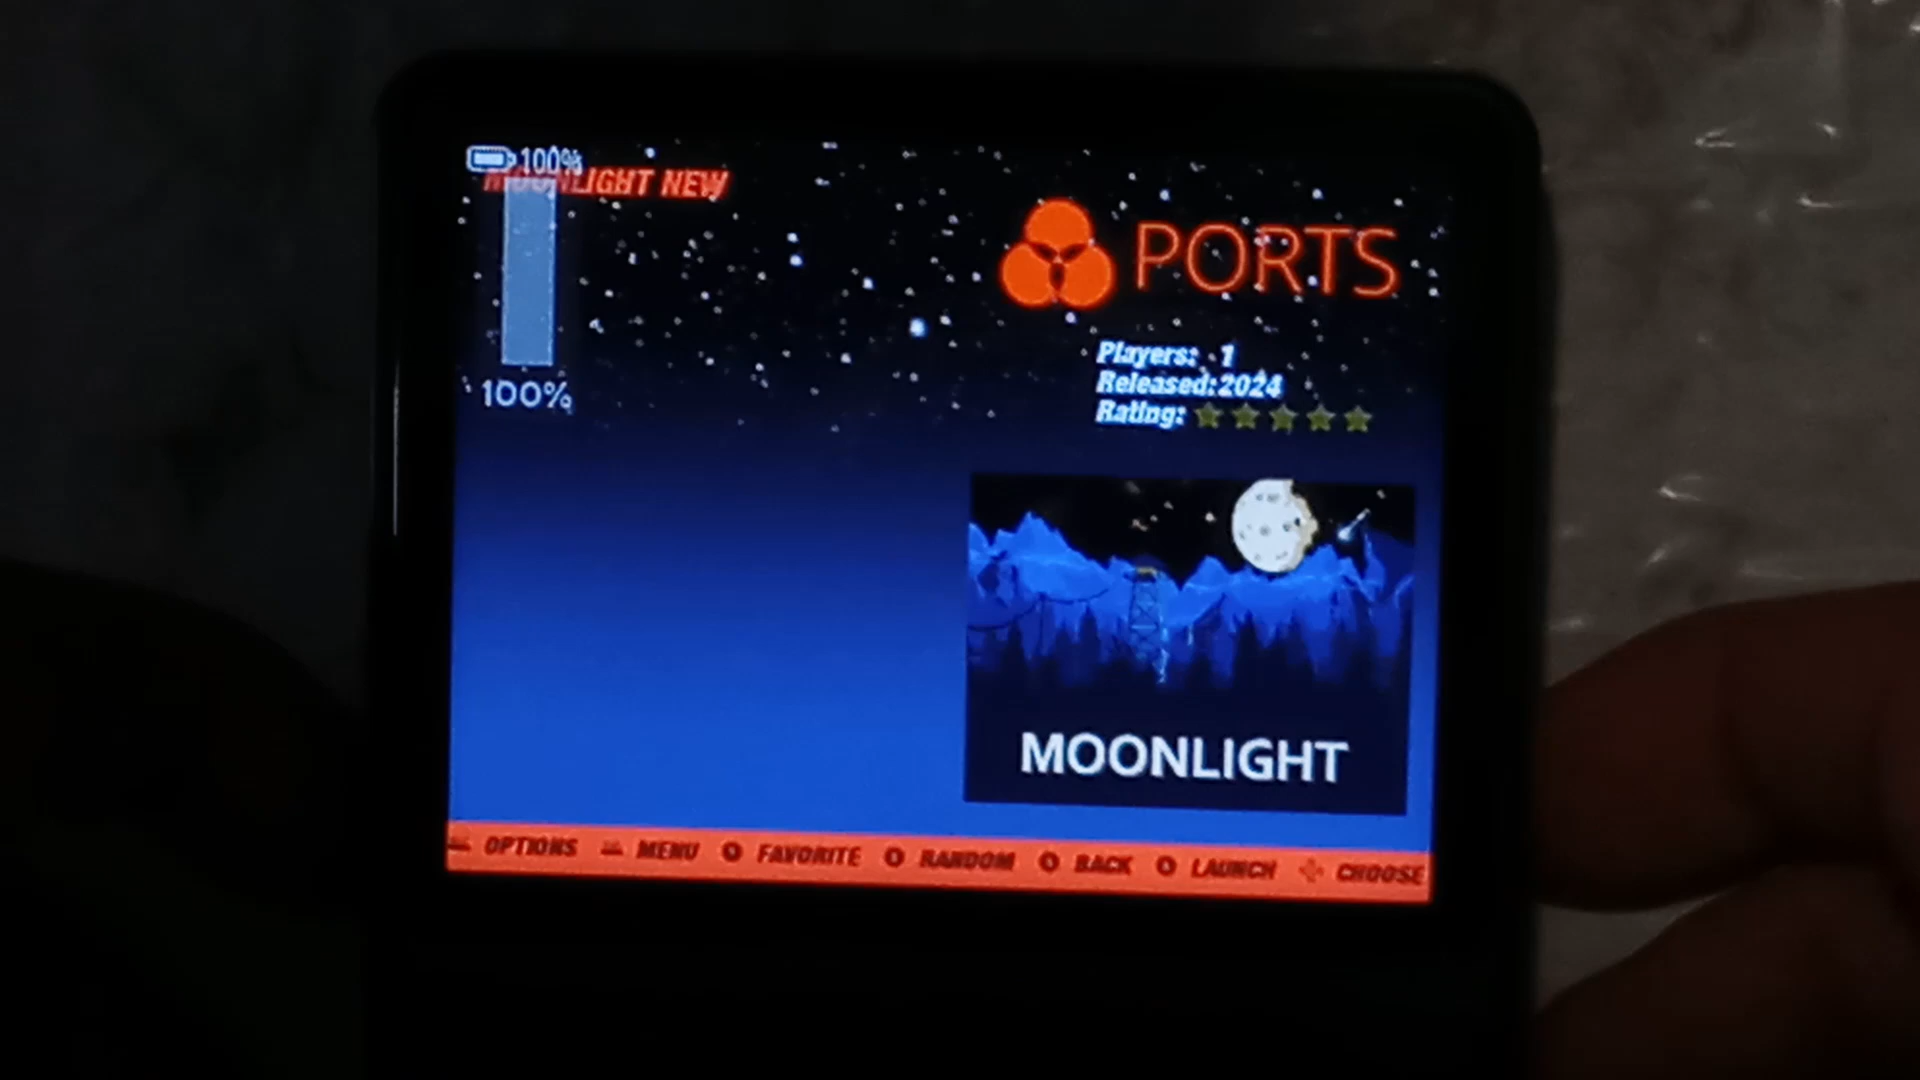 100%
MOONLIGHT NEW
PORTS
100%
Players: 1
Released: 2024
Rating:
MOONLIGHT
OPTIONS MENU FAVORITE RANDOM BACK LAUNCH CHOOSE